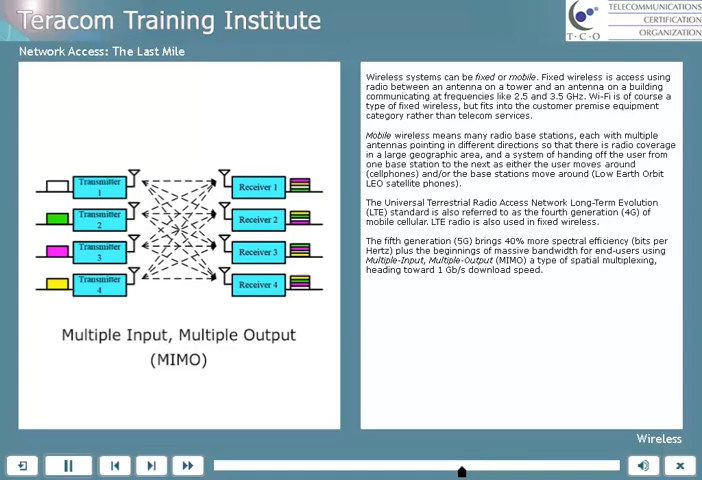 Teracom Training Institute
TELECOMMUNICATIONS
CERTIFICATION
ORGANIZATION
T·C·O
Network Access: The Last Mile
Transmitter
1
Transmitter
2
Transmitter
3
Transmitter
4
Receiver 1
Receiver 2
Receiver 3
Receiver 4
Multiple Input, Multiple Output
(MIMO)
Wireless systems can be fixed or mobile. Fixed wireless is access using
radio between an antenna on a tower and an antenna on a building
communicating at frequencies like 2.5 and 3.5 GHz. Wi-Fi is of course a
type of fixed wireless, but fits into the customer premise equipment
category rather than telecom services.
Mobile wireless means many radio base stations, each with multiple
antennas pointing in different directions so that there is radio coverage
in a large geographic area, and a system of handing off the user from
one base station to the next as either the user moves around
(cellphones) and/or the base stations move around (Low Earth Orbit
LEO satellite phones).
The Universal Terrestrial Radio Access Network Long-Term Evolution
(LTE) standard is also referred to as the fourth generation (4G) of
mobile cellular. LTE radio is also used in fixed wireless.
The fifth generation (5G) brings 40% more spectral efficiency (bits per
Hertz) plus the beginnings of massive bandwidth for end-users using
Multiple-Input, Multiple-Output (MIMO) a type of spatial multiplexing,
heading toward 1 Gb/s download speed.
Wireless